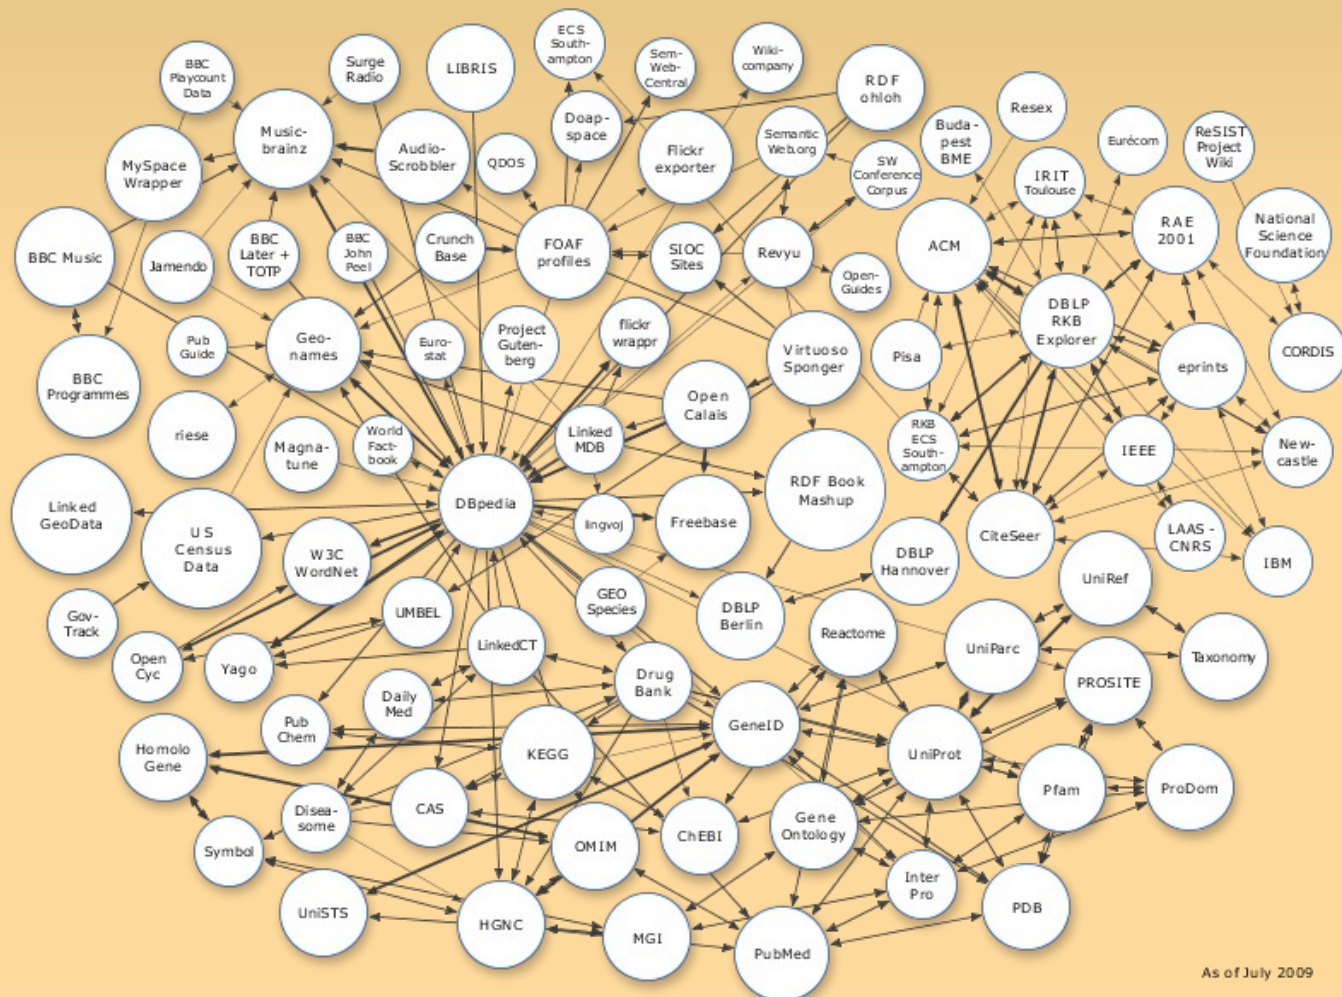 BBC
Playcount
Data
Surge
Radio
LIBRIS
ECS
South-
ampton
Sem-
Web-
Central
Wiki-
company
RDF
ohloh
Resex
Doap-
space
Music-
brainz
MySpace
Wrapper
Audio-
Scrobbler
QDOS
Flickr
exporter
Semantic
Web.org
SW
Conference
Corpus
Buda-
pest
BME
IRIT
Toulouse
Eurécom
ReSIST
Project
Wiki
BBC Music
Jamendo
BBC
Later +
TOTP
BBC
John
Peel
Crunch
Base
FOAF
profiles
SIOC
Sites
Revyu
Open-
Guides
ACM
RAE
2001
National
Science
Foundation
DBLP
RKB
Explorer
Pub
Guide
Geo-
names
Euro-
stat
Project
Guten-
berg
flickr
wrappr
Virtuoso
Sponger
Pisa
eprints
CORDIS
BBC
Programmes
riese
Magna-
tune
World
Fact-
book
Linked
MDB
Open
Calais
RKB
ECS
South-
ampton
IEEE
New-
castle
Linked
GeoData
US
Census
Data
W3C
WordNet
DBpedia
lingvoj
Freebase
RDF Book
Mashup
DBLP
Hannover
CiteSeer
LAAS -
CNRS
IBM
Gov-
Track
Open
Cyc
Yago
UMBEL
LinkedCT
GEO
Species
DBLP
Berlin
Reactome
UniParc
UniRef
Taxonomy
PROSITE
Daily
Med
Pub
Chem
Drug
Bank
GeneID
Homolo
Gene
KEGG
UniProt
Pfam
ProDom
Disea-
some
CAS
ChEBI
Gene
Ontology
Symbol
OMIM
Inter
Pro
UniSTS
HGNC
MGI
PubMed
PDB
As of July 2009